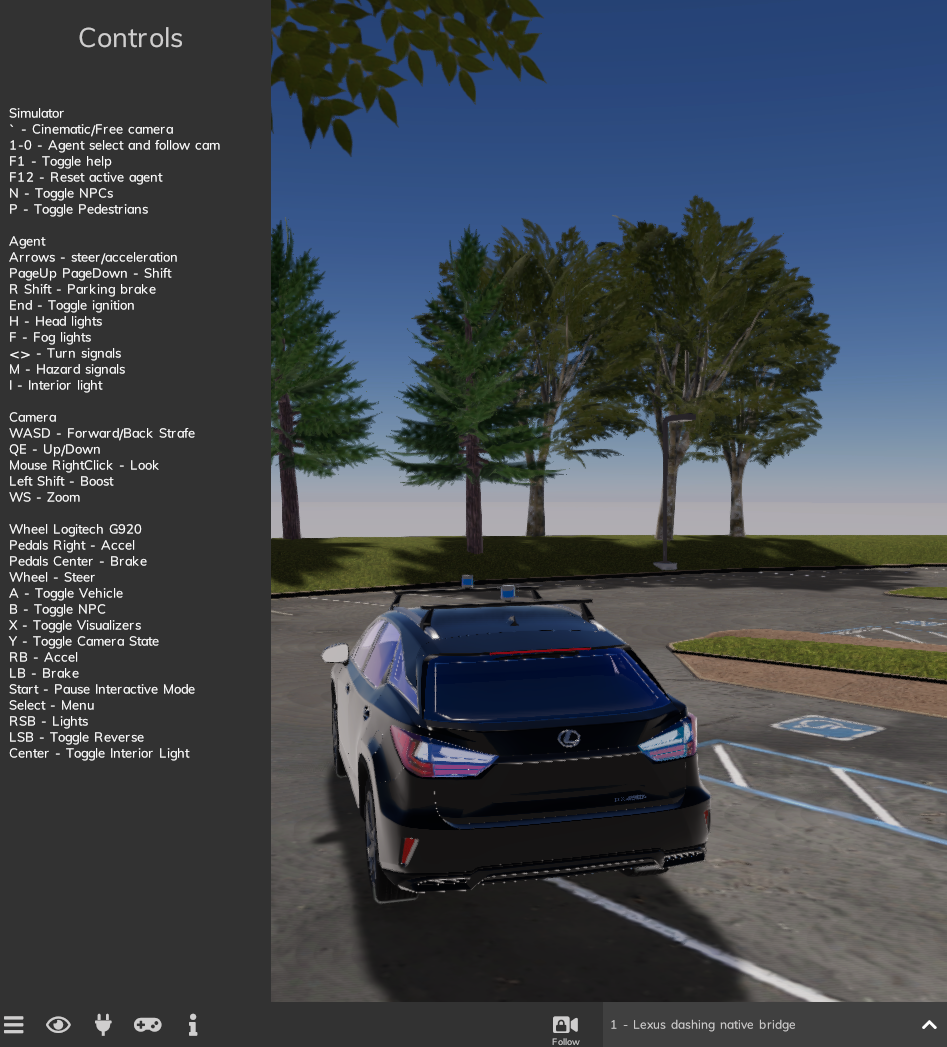 Controls
Simulator
` - Cinematic/Free camera
1-0 - Agent select and follow cam
F1 - Toggle help
F12 - Reset active agent
N - Toggle NPCs
P - Toggle Pedestrians
Agent
Arrows - steer/acceleration
PageUp PageDown - Shift
R Shift - Parking brake
End - Toggle ignition
H - Head lights
F - Fog lights
<> - Turn signals
M - Hazard signals
I - Interior light
Camera
WASD - Forward/Back Strafe
QE - Up/Down
Mouse RightClick - Look
Left Shift - Boost
WS - Zoom
Wheel Logitech G920
Pedals Right - Accel
Pedals Center - Brake
Wheel - Steer
A - Toggle Vehicle
B - Toggle NPC
X - Toggle Visualizers
Y - Toggle Camera State
RB - Accel
LB - Brake
Start - Pause Interactive Mode
Select - Menu
RSB - Lights
LSB - Toggle Reverse
Center - Toggle Interior Light
Follow
1 - Lexus dashing native bridge